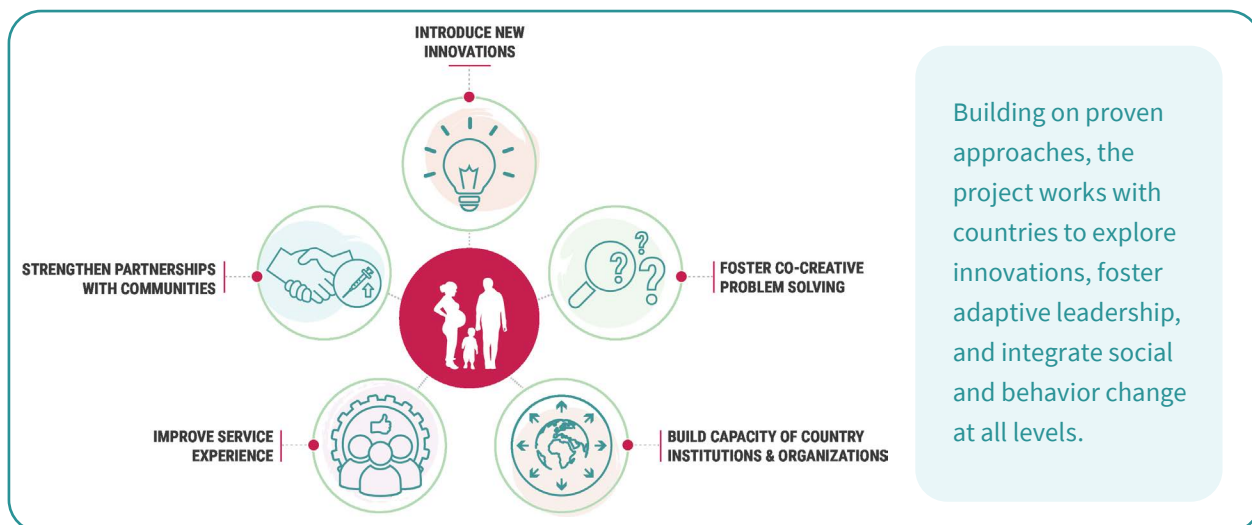 INTRODUCE NEW
INNOVATIONS
STRENGTHEN PARTNERSHIPS
WITH COMMUNITIES
FOSTER CO-CREATIVE
PROBLEM SOLVING
IMPROVE SERVICE
EXPERIENCE
BUILD CAPACITY OF COUNTRY
INSTITUTIONS & ORGANIZATIONS
Building on proven
approaches, the
project works with
countries to explore
innovations, foster
adaptive leadership,
and integrate social
and behavior change
at all levels.